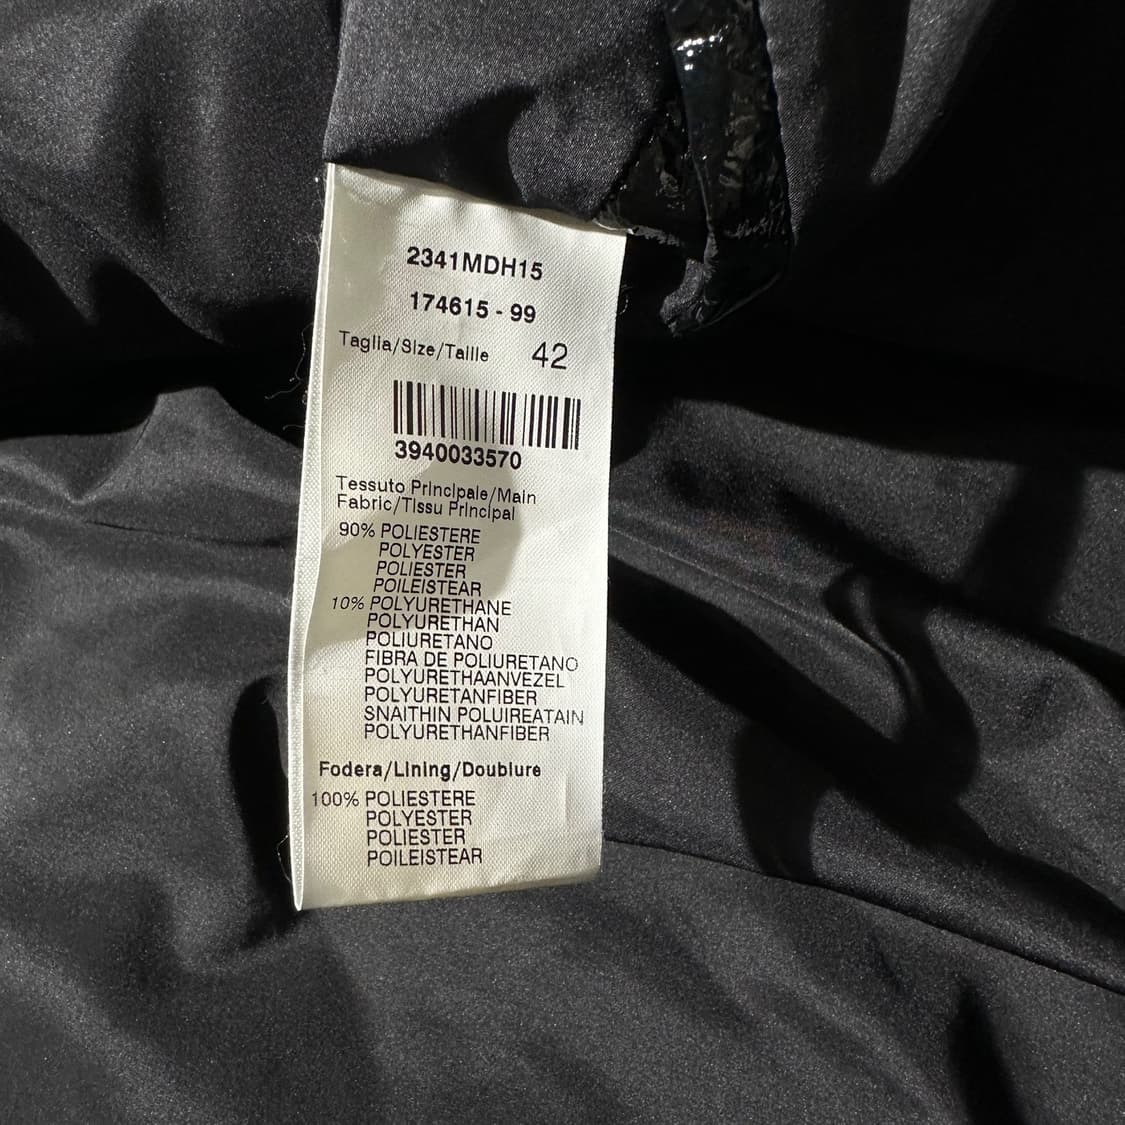 2341MDH15
174615 - 99
Taglia/Size/Taille 42
3940033570
Tessuto Principale/Main
Fabric/Tissu Principal
90% POLIESTERE
POLYESTER
POLIESTER
POILEISTEAR
10% POLYURETHANE
POLYURETHAN
POLIURETANO
FIBRA DE POLIURETANO
POLYURETHAANVEZEL
POLYURETANFIBER
SNAITHIN POLUIREATAIN
POLYURETHANFIBER
Fodera/Lining/Doublure
100% POLIESTERE
POLYESTER
POLIESTER
POILEISTEAR